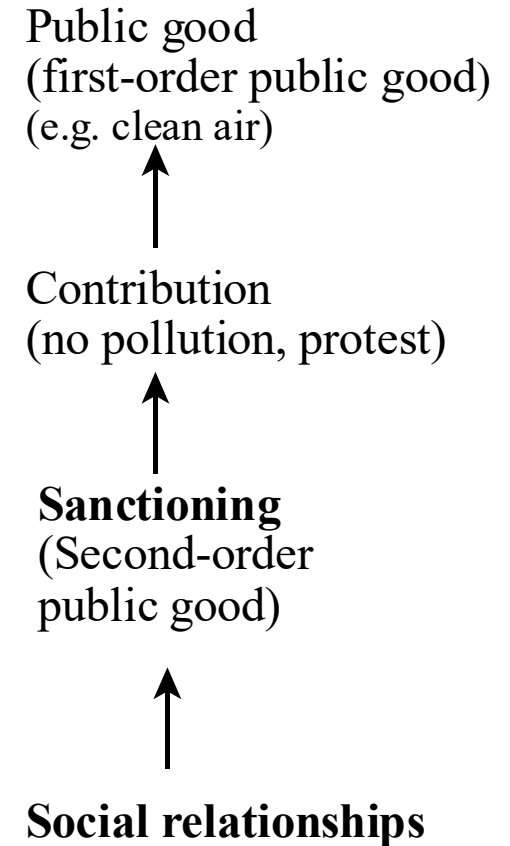 Public good
(first-order public good)
(e.g. clean air)
Contribution
(no pollution, protest)
Sanctioning
(Second-order
public good)
Social relationships